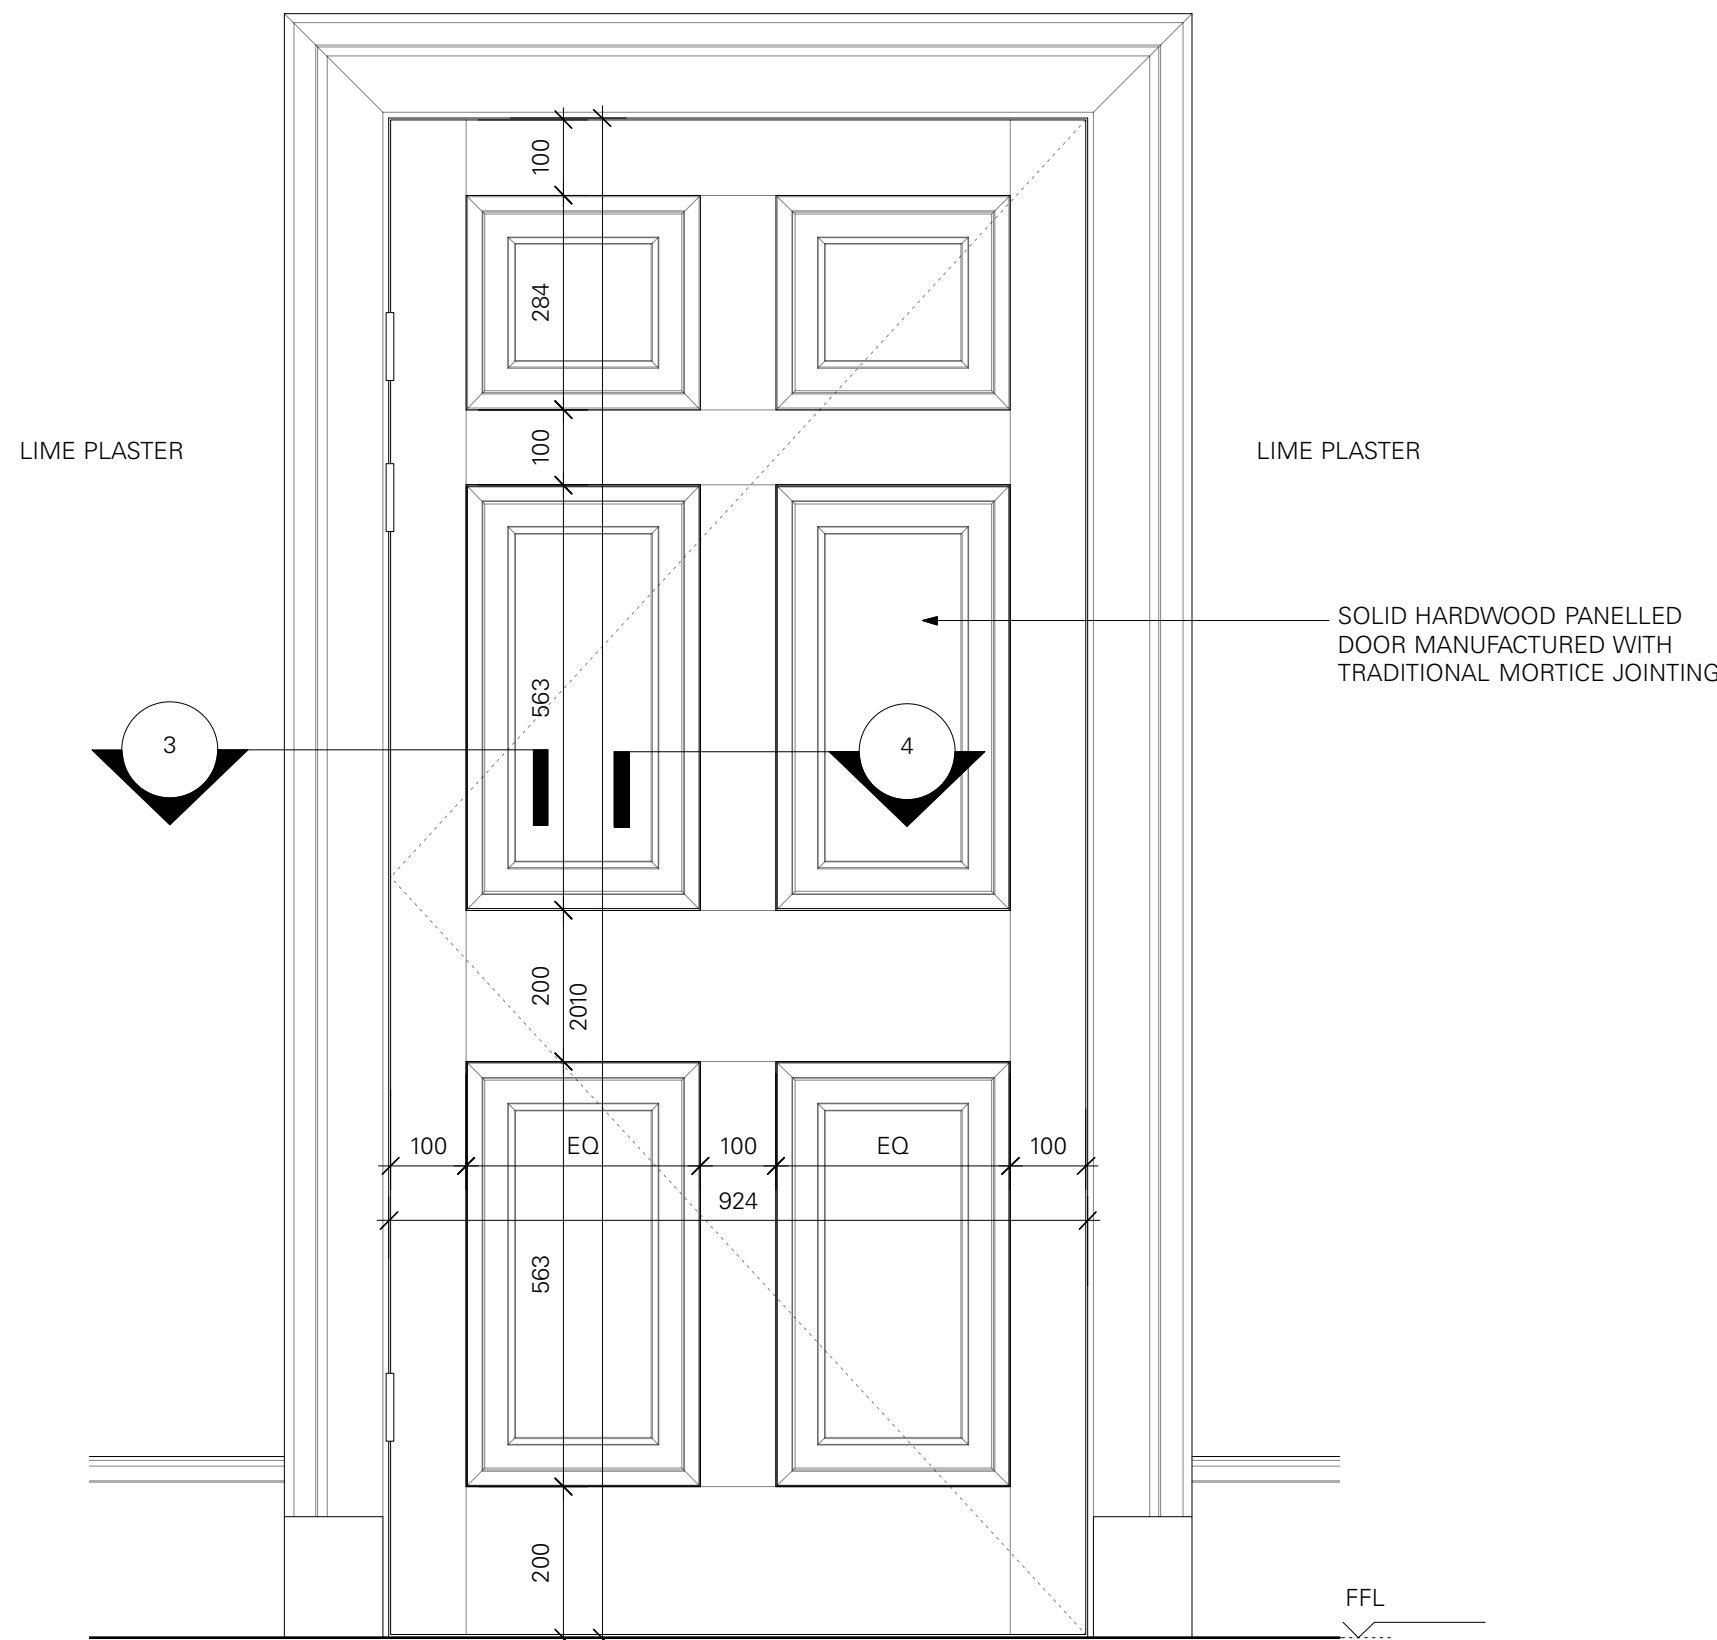 100
284
100
LIME PLASTER
LIME PLASTER
SOLID HARDWOOD PANELLED
DOOR MANUFACTURED WITH
TRADITIONAL MORTICE JOINTING
563
3
4
200
2010
100
EQ
100
EQ
100
924
563
200
FFL